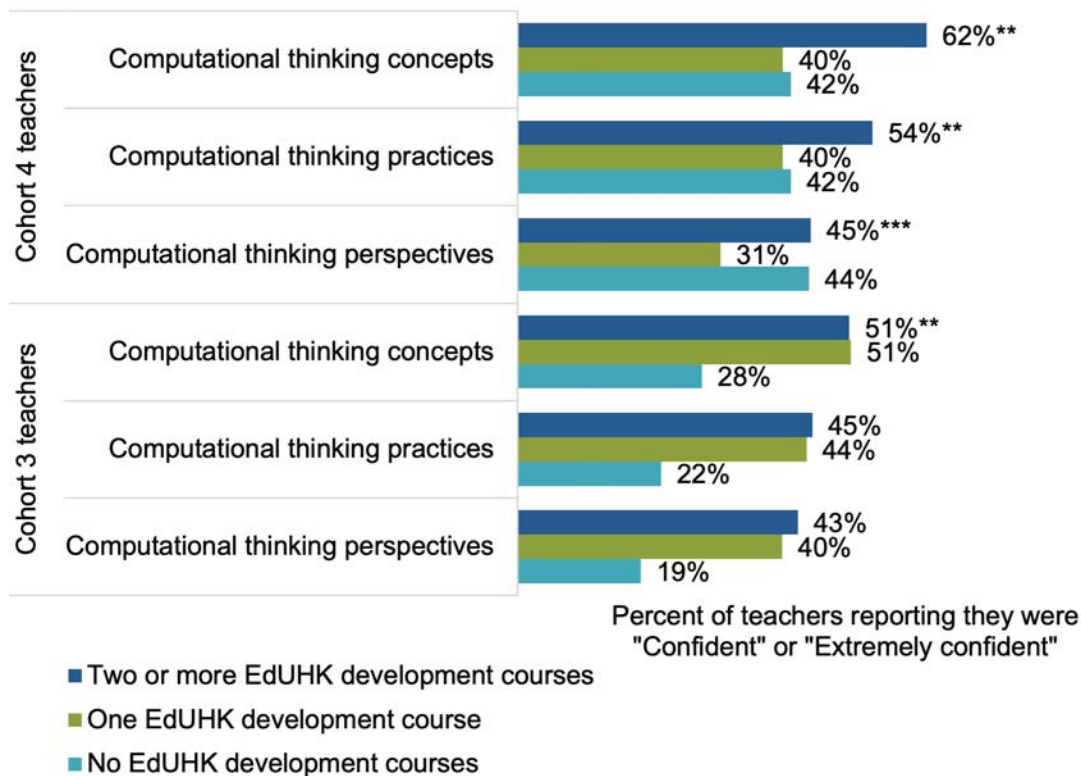 Cohort 4 teachers
Computational thinking concepts
62%**
40%
42%
Computational thinking practices
54%**
40%
42%
Computational thinking perspectives
45%***
31%
44%
Cohort 3 teachers
Computational thinking concepts
51%**
51%
28%
Computational thinking practices
45%
44%
22%
Computational thinking perspectives
43%
40%
19%
Percent of teachers reporting they were
"Confident" or "Extremely confident"
Two or more EdUHK development courses
One EdUHK development course
No EdUHK development courses